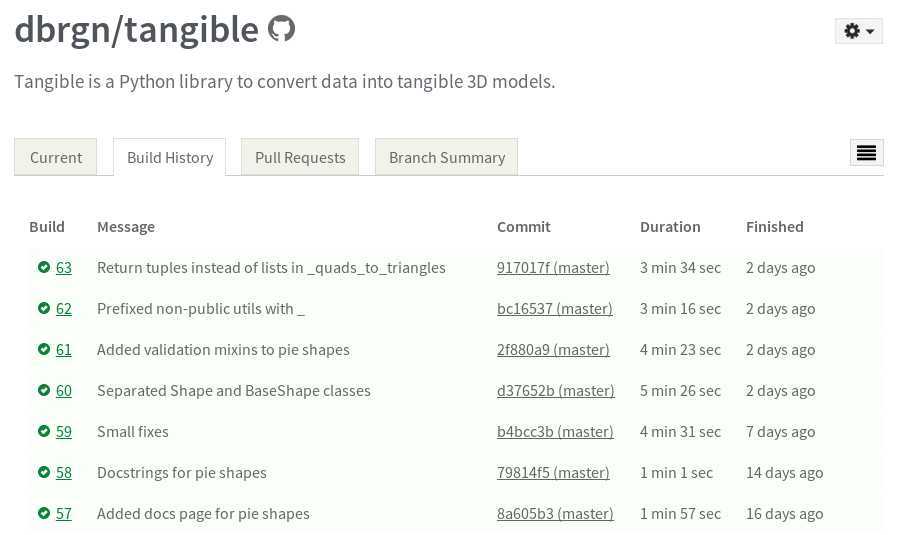 dbrgn/tangible
Tangible is a Python library to convert data into tangible 3D models.
Current Build History Pull Requests Branch Summary
Build Message Commit Duration Finished
63 Return tuples instead of lists in _quads_to_triangles 917017f (master) 3 min 34 sec 2 days ago
62 Prefixed non-public utils with _ bc16537 (master) 3 min 16 sec 2 days ago
61 Added validation mixins to pie shapes 2f880a9 (master) 4 min 23 sec 2 days ago
60 Separated Shape and BaseShape classes d37652b (master) 5 min 26 sec 2 days ago
59 Small fixes b4bcc3b (master) 4 min 31 sec 7 days ago
58 Docstrings for pie shapes 79814f5 (master) 1 min 1 sec 14 days ago
57 Added docs page for pie shapes 8a605b3 (master) 1 min 57 sec 16 days ago